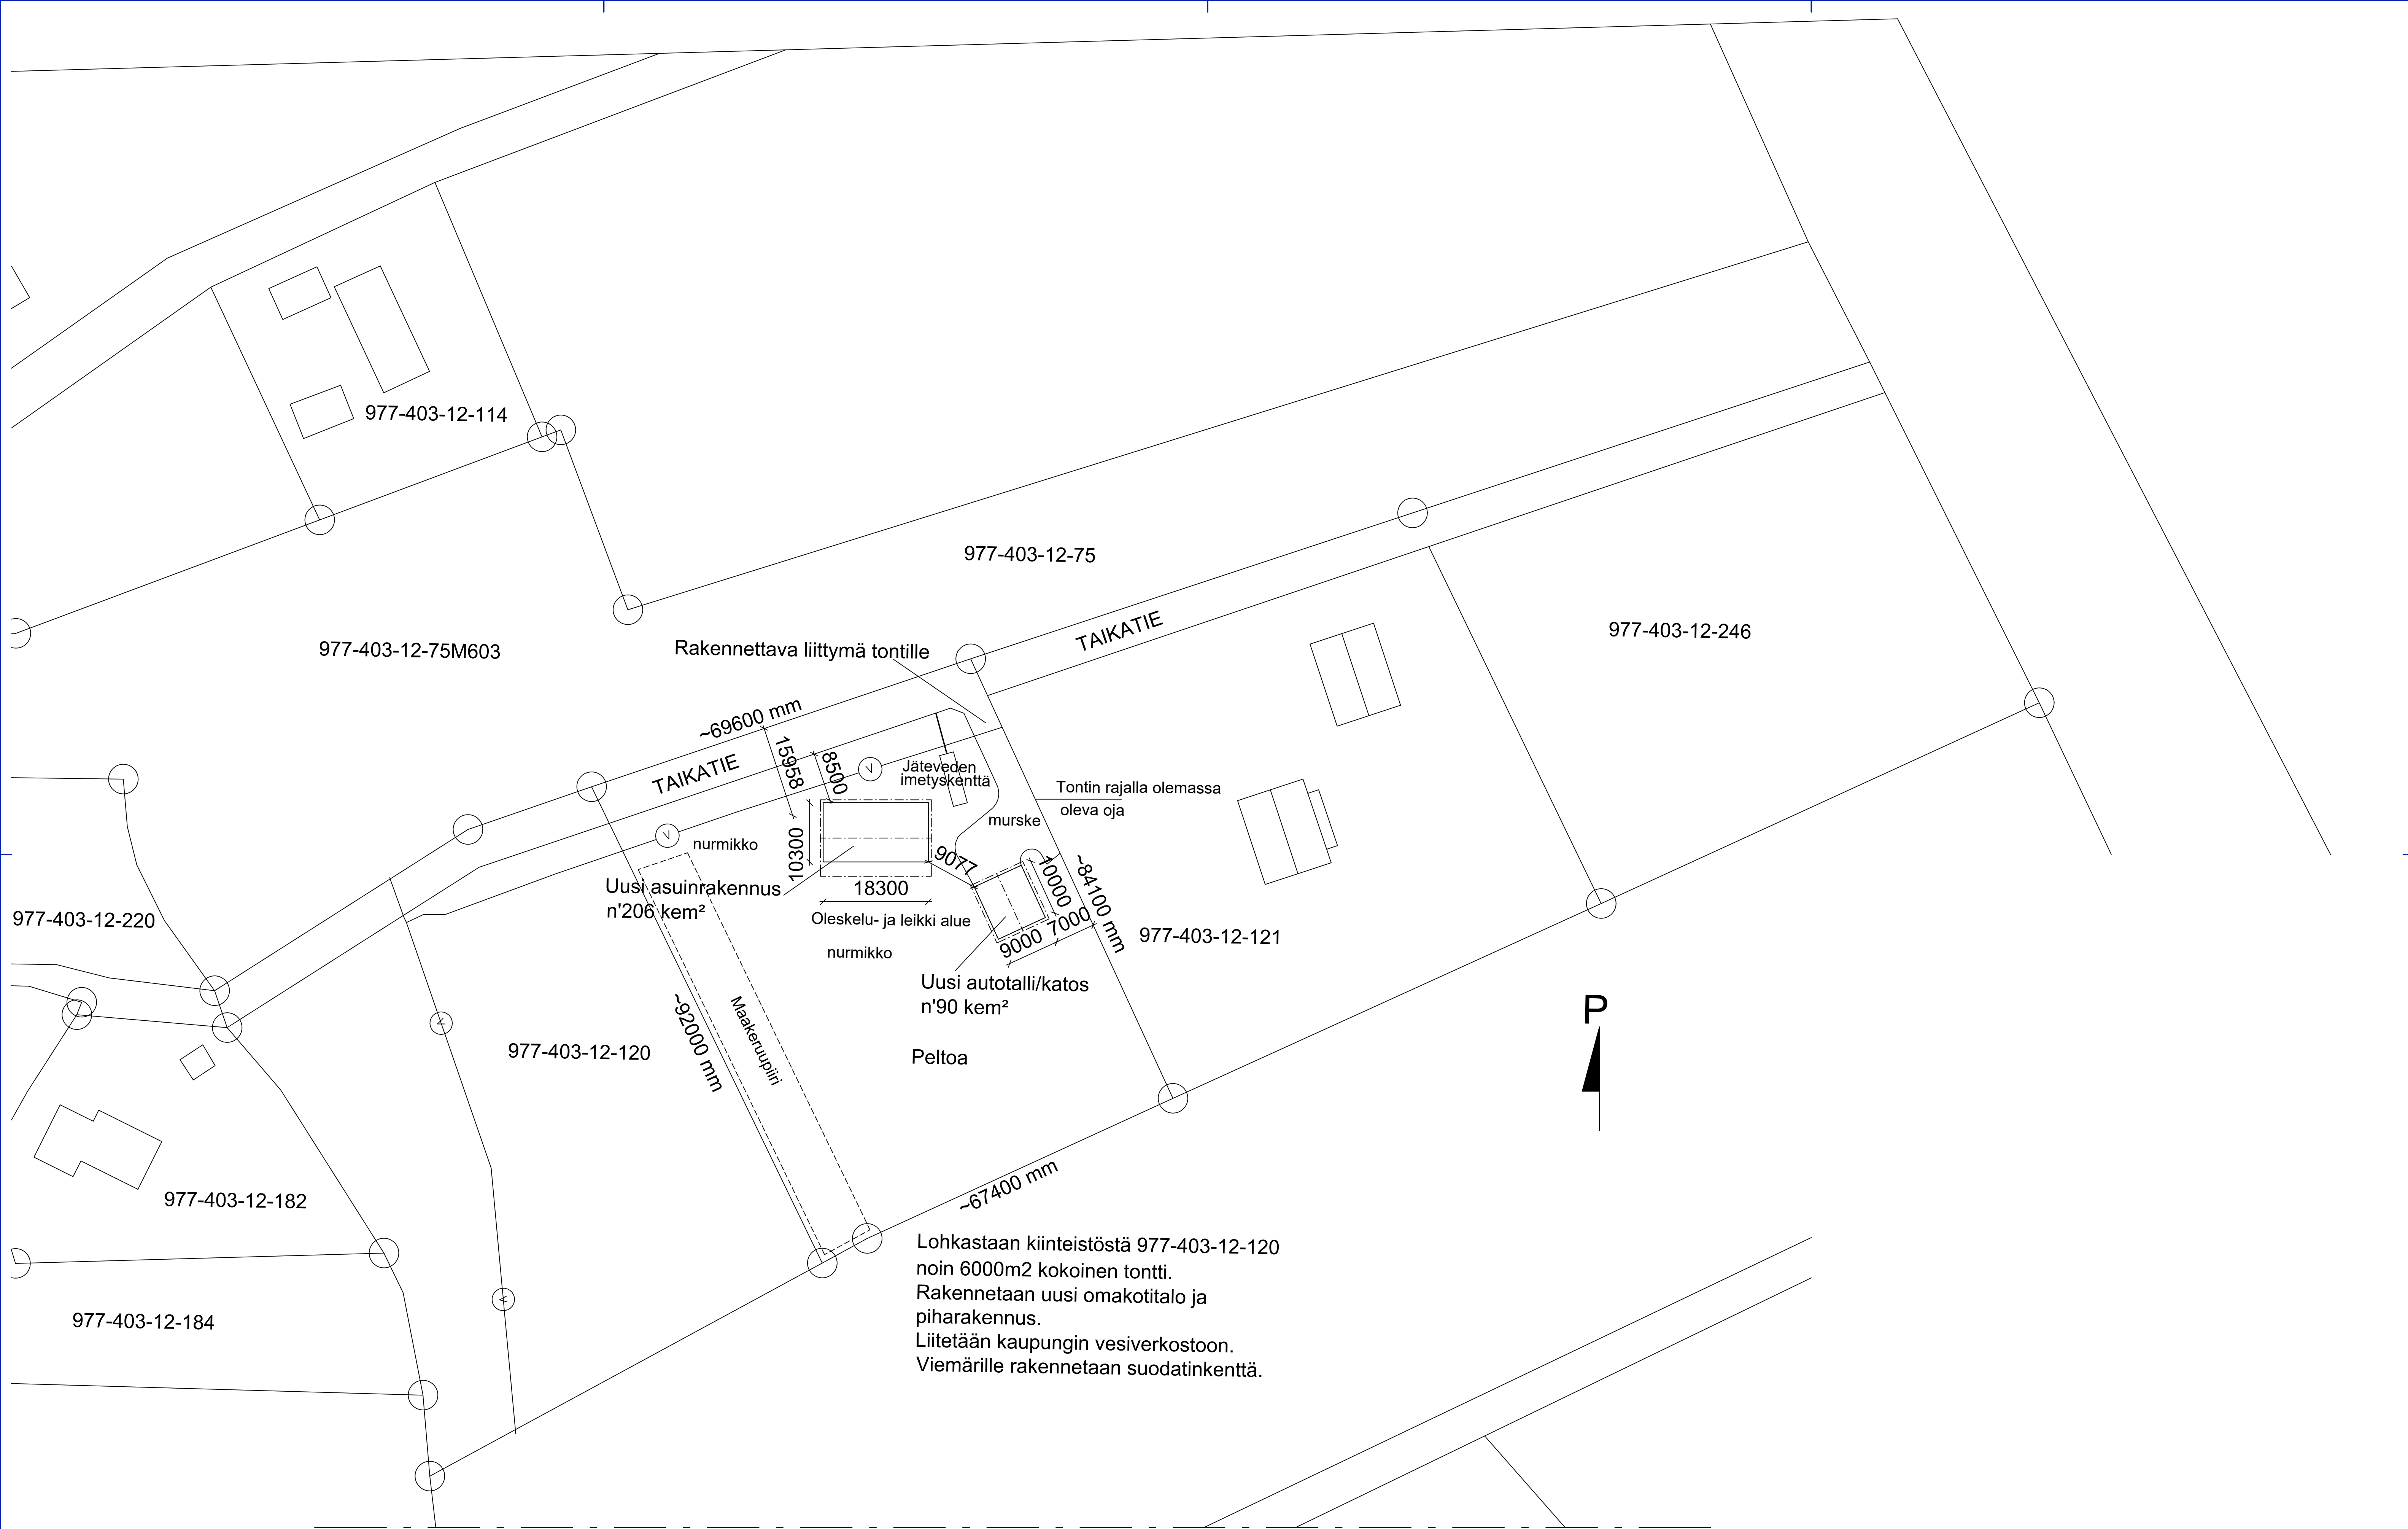 977-403-12-114
977-403-12-75
977-403-12-75M603
Rakennettava liittymä tontille
TAIKATIE
977-403-12-246
~69600 mm
TAIKATIE
15958
8500
Jäteveden
imetyskenttä
V
V
Tontin rajalla olemassa
oleva oja
murske
nurmikko
10300
9077
18300
10000
~84100 mm
Uusi asuinrakennus
n'206 kem²
Oleskelu- ja leikki alue
nurmikko
9000
7000
977-403-12-220
977-403-12-121
Uusi autotalli/katos
n'90 kem²
P
V
~92000 mm
Maakeruupiiri
977-403-12-120
Peltoa
977-403-12-182
~67400 mm
Lohkastaan kiinteistöstä 977-403-12-120
noin 6000m2 kokoinen tontti.
Rakennetaan uusi omakotitalo ja
piharakennus.
Liitetään kaupungin vesiverkostoon.
Viemärille rakennetaan suodatinkenttä.
V
977-403-12-184